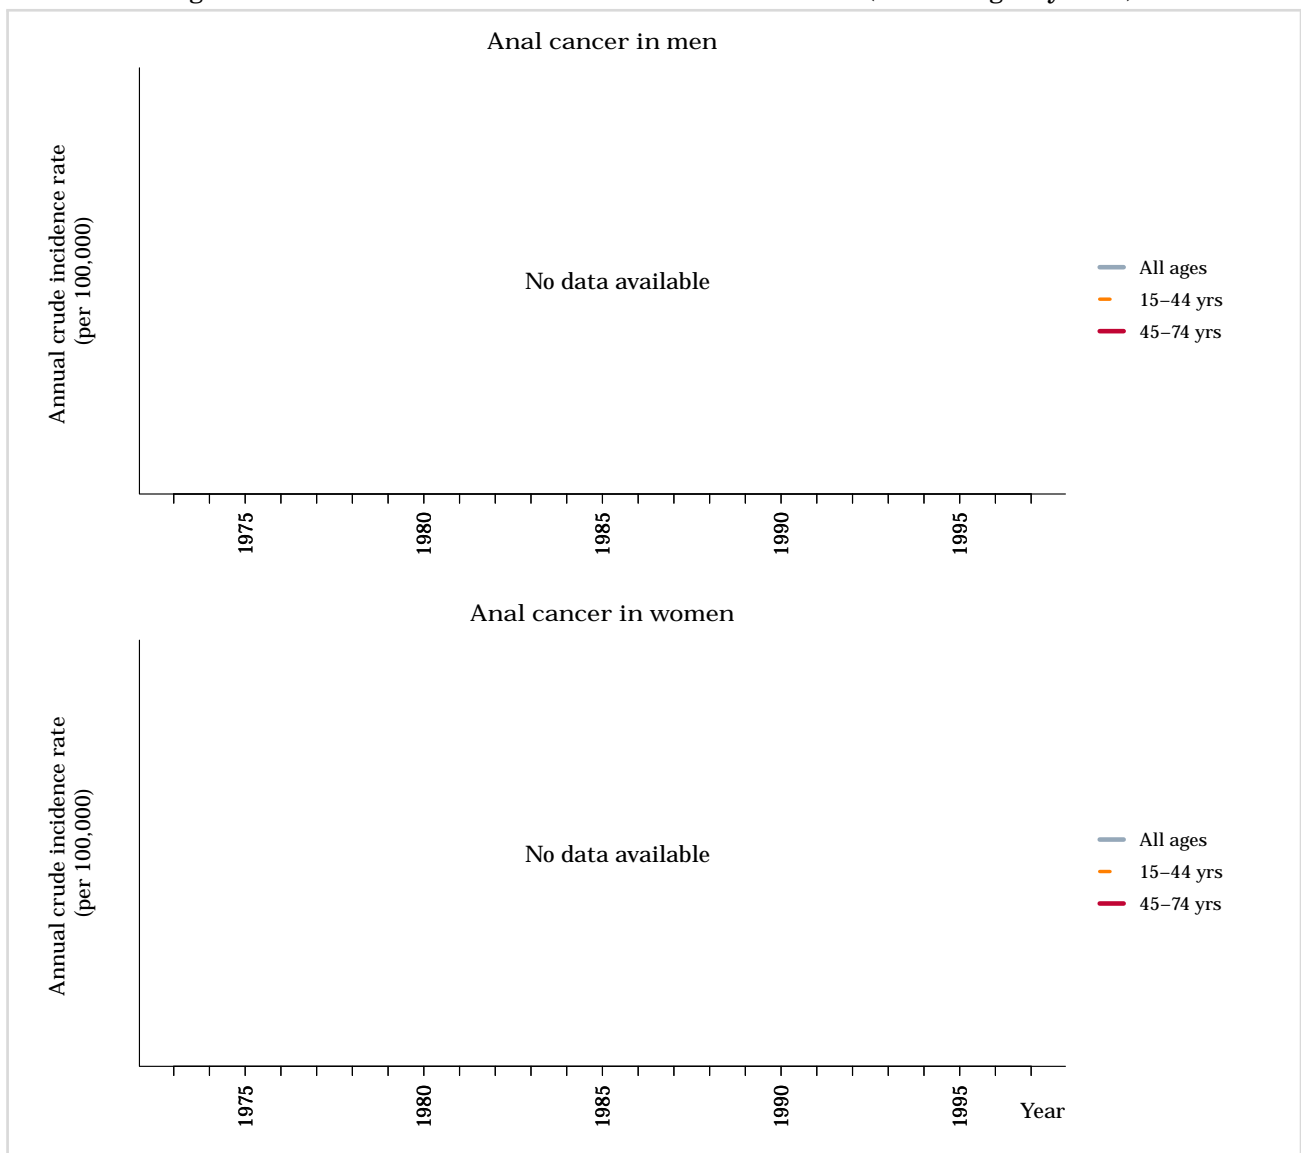 Anal cancer in men
Annual crude incidence rate
(per 100,000)
No data available
All ages
15–44 yrs
45–74 yrs
1975
1980
1985
1990
1995
Anal cancer in women
Annual crude incidence rate
(per 100,000)
No data available
All ages
15–44 yrs
45–74 yrs
1975
1980
1985
1990
1995
Year